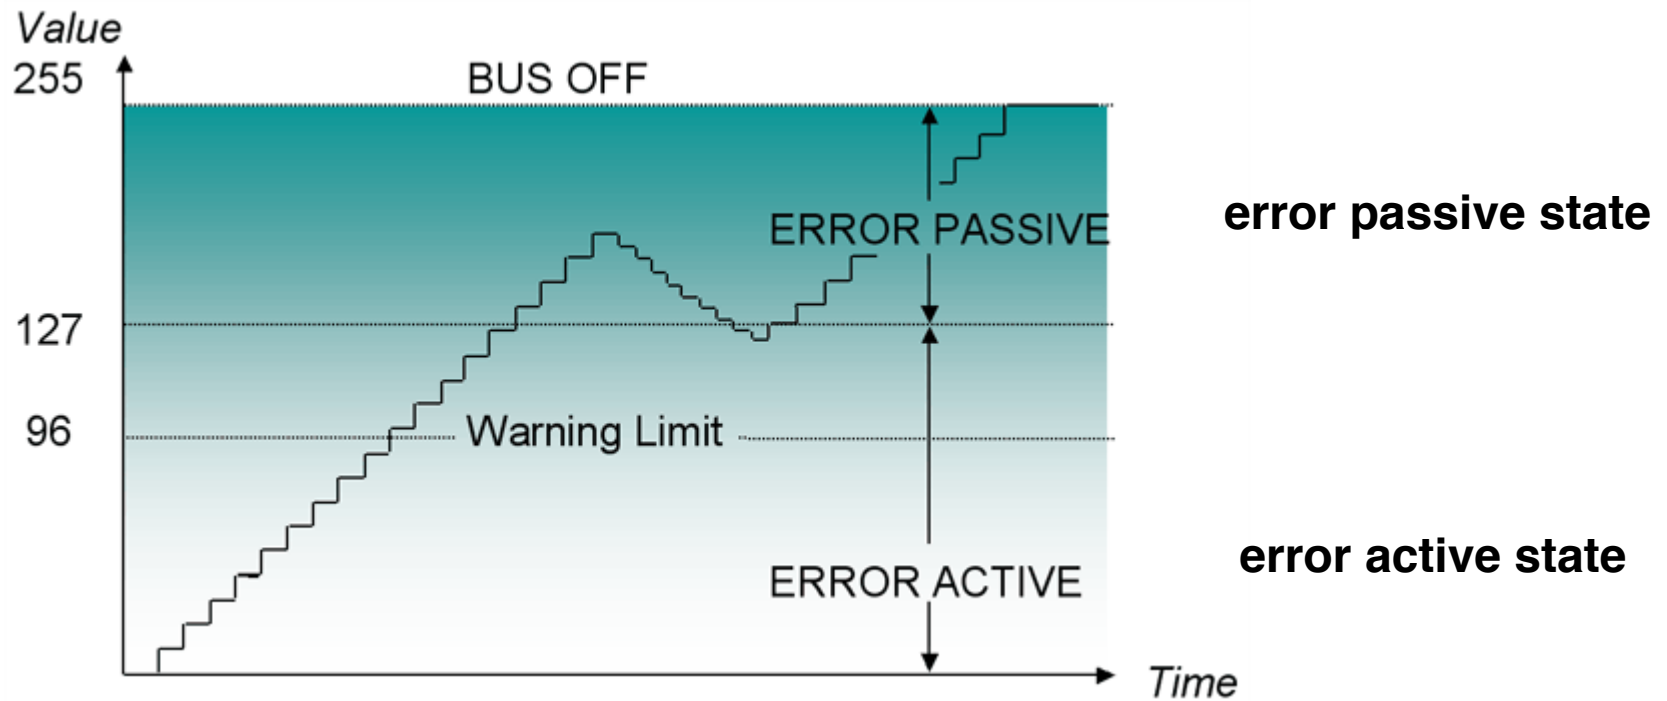 Value
255
BUS OFF
ERROR PASSIVE
error passive state
127
96
Warning Limit
error active state
ERROR ACTIVE
Time